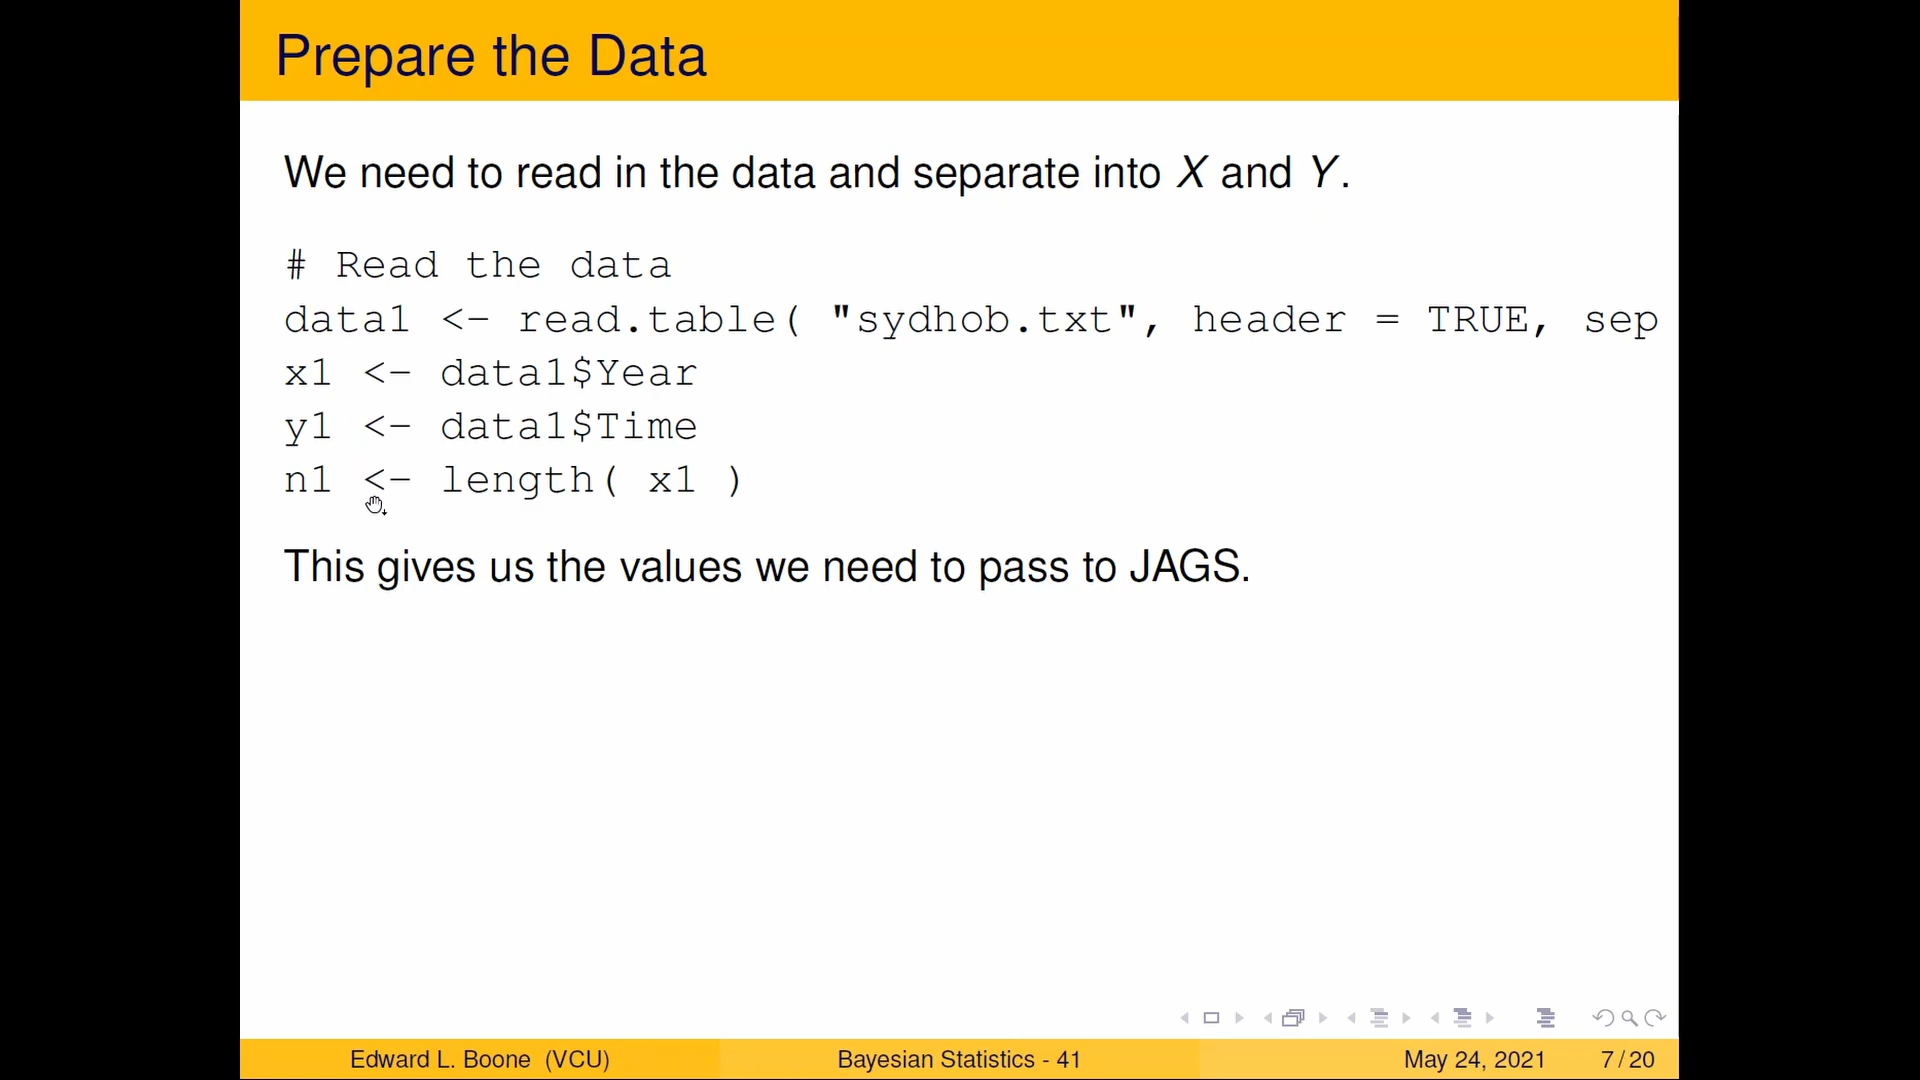 Prepare the Data
We need to read in the data and separate into X and Y.
# Read the data
data1 <- read.table( "sydhob.txt", header = TRUE, sep
x1 <- data1$Year
y1 <- data1$Time
n1 <- length( x1 )
This gives us the values we need to pass to JAGS.
Edward L. Boone (VCU) Bayesian Statistics - 41 May 24, 2021 7 / 20